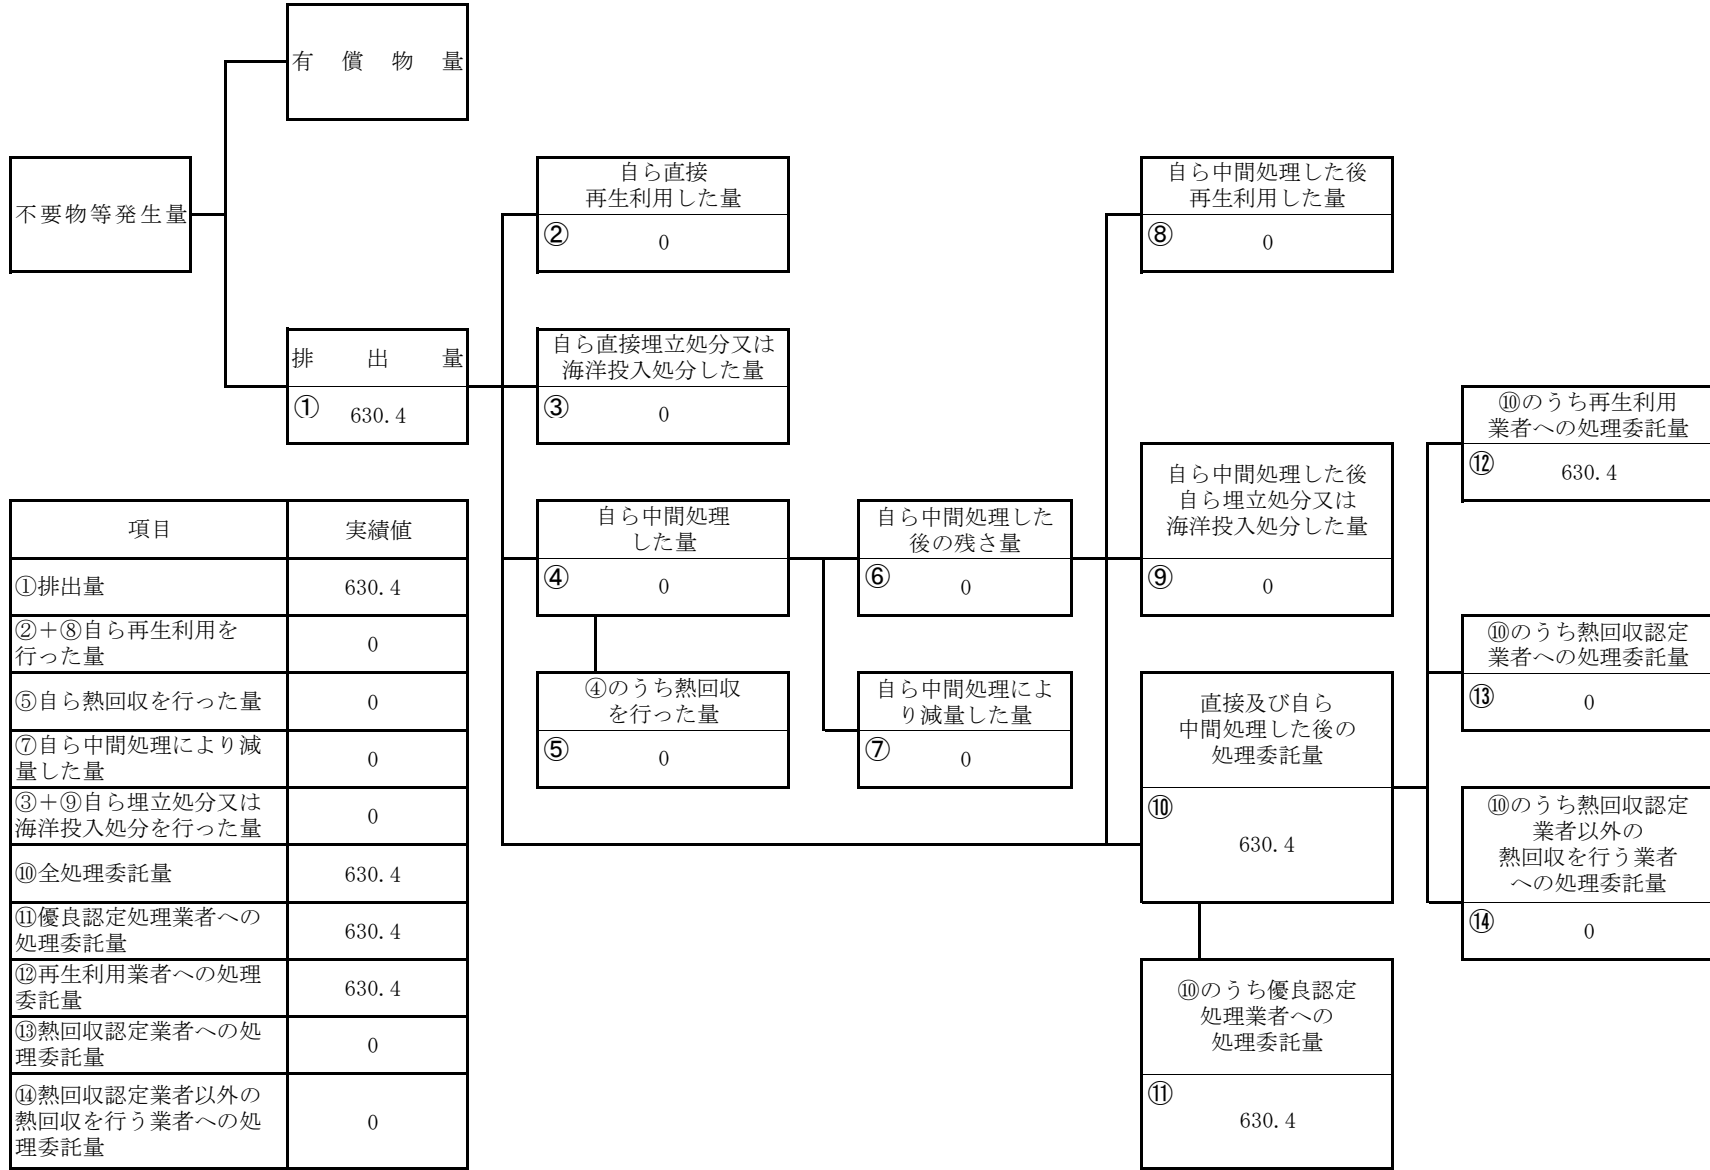 有償物量
不要物等発生量
排出量
① 630.4
自ら直接
再生利用した量
② 0
自ら直接埋立処分又は
海洋投入処分した量
③ 0
自ら中間処理
した量
④ 0
④のうち熱回収
を行った量
⑤ 0
自ら中間処理した
後の残さ量
⑥ 0
自ら中間処理によ
り減量した量
⑦ 0
自ら中間処理した後
再生利用した量
⑧ 0
自ら中間処理した後
自ら埋立処分又は
海洋投入処分した量
⑨ 0
直接及び自ら
中間処理した後の
処理委託量
⑩
630.4
⑩のうち優良認定
処理業者への
処理委託量
⑪
630.4
⑩のうち再生利用
業者への処理委託量
⑫ 630.4
⑩のうち熱回収認定
業者への処理委託量
⑬ 0
⑩のうち熱回収認定
業者以外の
熱回収を行う業者
への処理委託量
⑭ 0
項目 実績値
①排出量 630.4
②＋⑧自ら再生利用を
行った量 0
⑤自ら熱回収を行った量 0
⑦自ら中間処理により減
量した量 0
③＋⑨自ら埋立処分又は
海洋投入処分を行った量 0
⑩全処理委託量 630.4
⑪優良認定処理業者への
処理委託量 630.4
⑫再生利用業者への処理
委託量 630.4
⑬熱回収認定業者への処
理委託量 0
⑭熱回収認定業者以外の
熱回収を行う業者への処
理委託量 0